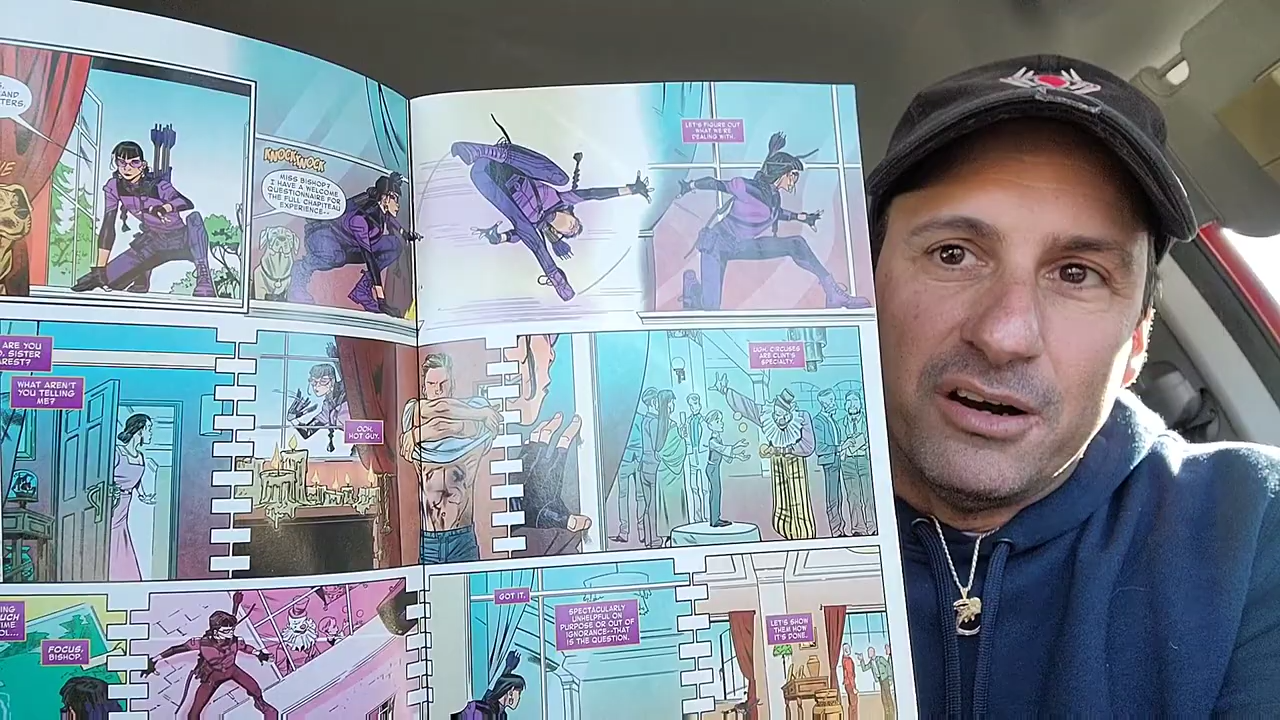 AND
TERS,
KNOCK KNOCK
MISS BISHOP?
I HAVE A WELCOME
QUESTIONNAIRE FOR
THE FULL CHAPITEAU
EXPERIENCE--
LET'S FIGURE OUT
WHAT WE'RE
DEALING WITH.
ARE YOU
SISTER
AREST?
WHAT AREN'T
YOU TELLING
ME?
OOH,
HOT GUY.
UGH, CIRCUSES
ARE CLINT'S
SPECIALTY.
FOCUS,
BISHOP.
GOT IT.
SPECTACULARLY
UNHELPFUL ON
PURPOSE OR OUT OF
IGNORANCE--THAT
IS THE QUESTION.
LET'S SHOW
THEM HOW
IT'S DONE.